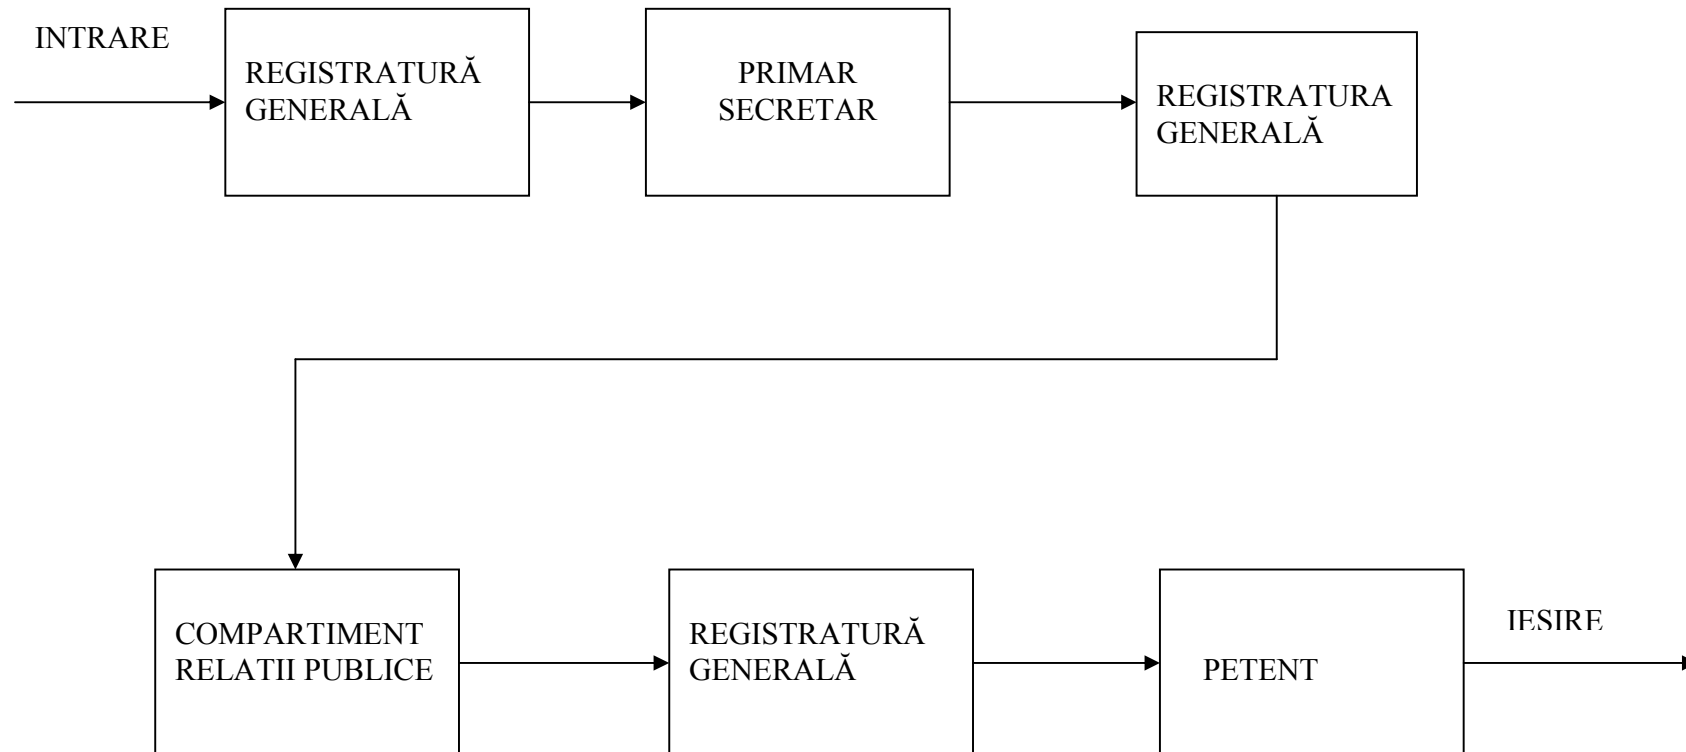 INTRARE
REGISTRATURĂ
GENERALĂ
PRIMAR
SECRETAR
REGISTRATURA
GENERALĂ
COMPARTIMENT
RELATII PUBLICE
REGISTRATURĂ
GENERALĂ
PETENT
IESIRE